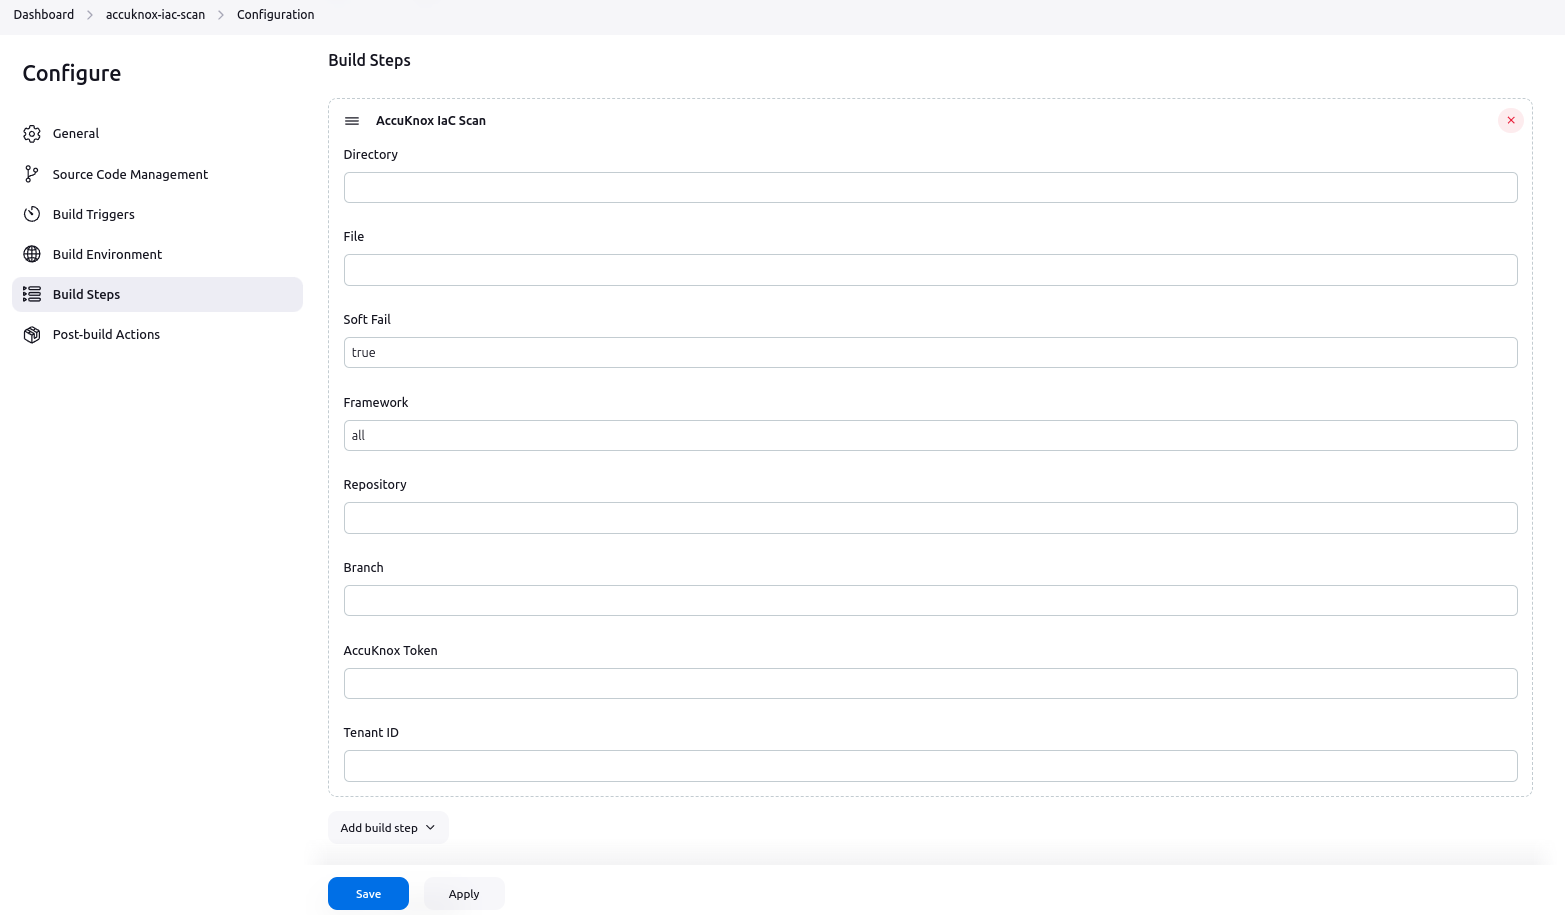 Dashboard
accuknox-iac-scan
Configuration
Configure
General
Source Code Management
Build Triggers
Build Environment
Build Steps
Post-build Actions
Build Steps
AccuKnox IaC Scan
Directory
File
Soft Fail
true
Framework
all
Repository
Branch
AccuKnox Token
Tenant ID
Add build step
Save
Apply